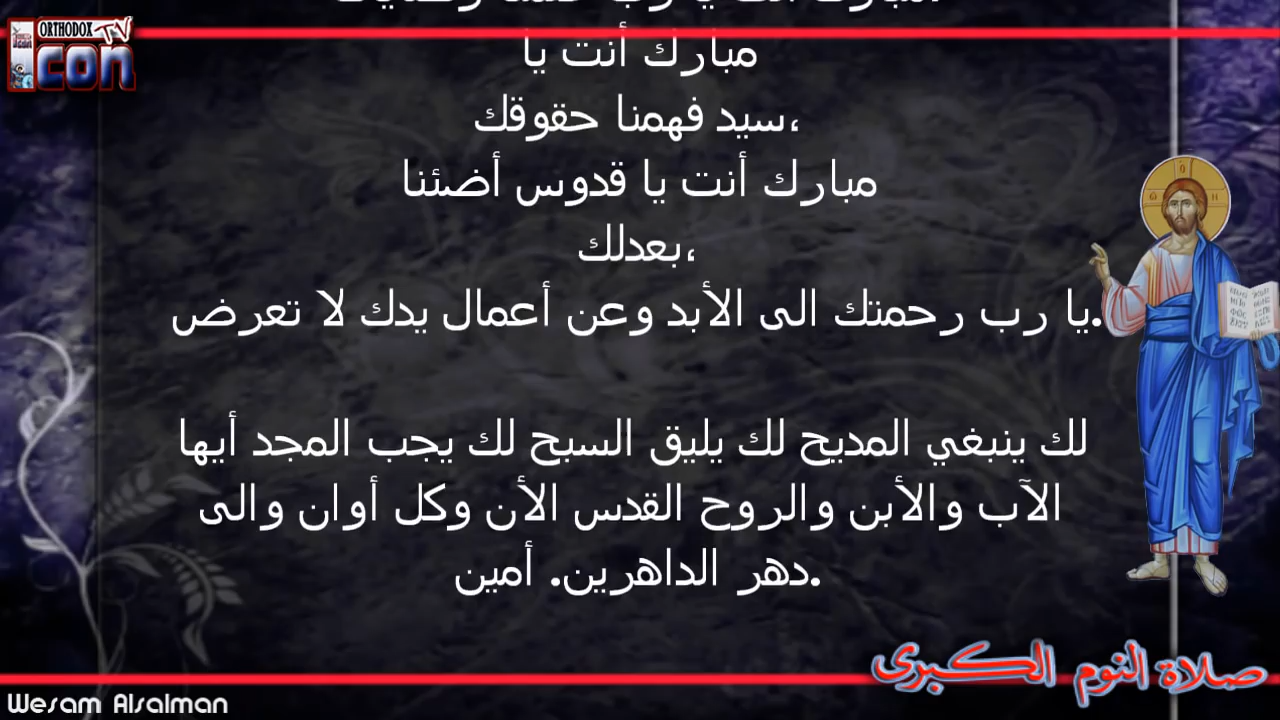 ORTHODOX TV
icon
مبارك أنت يا
سيد فهمنا حقوقك،
مبارك أنت يا قدوس أضئنا
بعدلك،
يا رب رحمتك الى الأبد وعن أعمال يدك لا تعرض.
لك ينبغي المديح لك يليق السبح لك يجب المجد أيها
الآب والأبن والروح القدس الأن وكل أوان والى
دهر الداهرين. أمين.
صلاة النوم الكبرى
Wesam Alsalman